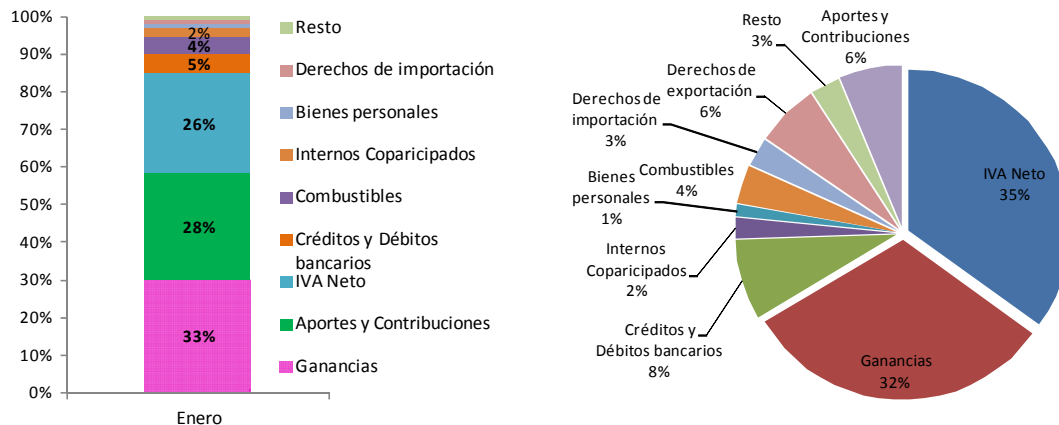 100%
90%
80%
70%
60%
50%
40%
30%
20%
10%
0%
2%
4%
5%
26%
28%
33%
Enero
Resto
Derechos de importación
Bienes personales
Internos Coparicipados
Combustibles
Créditos y Débitos
bancarios
IVA Neto
Aportes y Contribuciones
Ganancias
Resto
3%
Aportes y
Contribuciones
6%
Derechos de
exportación
6%
Derechos de
importación
3%
Combustibles
4%
Bienes
personales
1%
Internos
Coparicipados
2%
Créditos y
Débitos bancarios
8%
Ganancias
32%
IVA Neto
35%